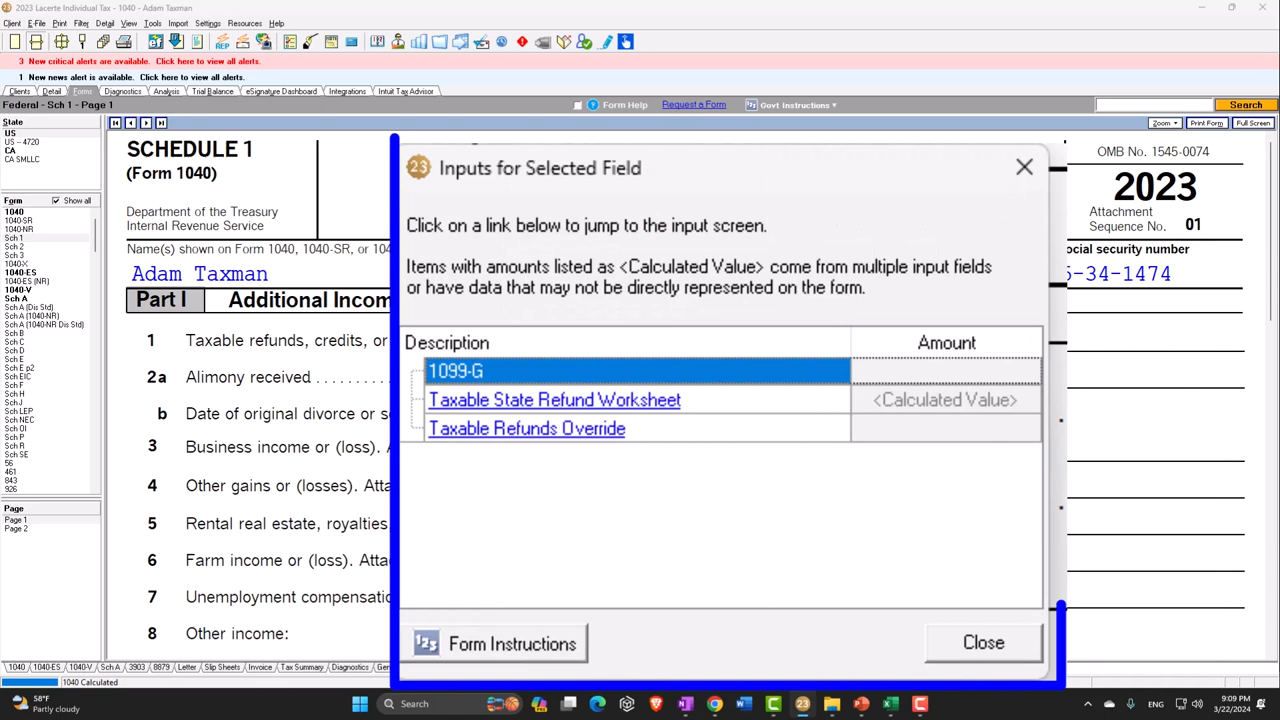 2023 Lacerte Individual Tax - 1040 - Adam Taxman
Client E-File Print Filter Detail View Tools Import Settings Resources Help
3 New critical alerts are available. Click here to view all alerts.
1 New news alert is available. Click here to view all alerts.
Clients Detail Forms Diagnostics Analysis Trial Balance eSignature Dashboard Integrations Intuit Tax Advisor
Federal - Sch 1 - Page 1
Form Help Request a Form Govt Instructions Search
State
US
US - 4720
CA
CA SMLLC
Form Show all
1040
1040-SR
1040-NR
Sch 1
Sch 2
Sch 3
1040-X
1040-ES
1040-ES (NR)
1040-V
Sch A
Sch A (Dis Std)
Sch A (1040-NR)
Sch A (1040-NR Dis Std)
Sch B
Sch C
Sch D
Sch E
Sch E p2
Sch EIC
Sch F
Sch H
Sch J
Sch LEP
Sch NEC
Sch OI
Sch P
Sch R
Sch SE
56
461
843
926
Page
Page 1
Page 2
Zoom Print Form Full Screen
SCHEDULE 1
(Form 1040)
Department of the Treasury
Internal Revenue Service
OMB No. 1545-0074
2023
Attachment
Sequence No. 01
Name(s) shown on Form 1040, 1040-SR, or 104
social security number
Adam Taxman
5-34-1474
Part I Additional Incom
1 Taxable refunds, credits, or
2a Alimony received
b Date of original divorce or s
3 Business income or (loss). A
4 Other gains or (losses). Atta
5 Rental real estate, royalties
6 Farm income or (loss). Atta
7 Unemployment compensatio
8 Other income:
23 Inputs for Selected Field
Click on a link below to jump to the input screen.
Items with amounts listed as <Calculated Value> come from multiple input fields
or have data that may not be directly represented on the form.
Description Amount
1099-G
Taxable State Refund Worksheet <Calculated Value>
Taxable Refunds Override
Form Instructions Close
1040 1040-ES 1040-V Sch A 3903 8879 Letter Slip Sheets Invoice Tax Summary Diagnostics Ge
1040 Calculated
58°F
Partly cloudy
Search
ENG
9:09 PM
3/22/2024